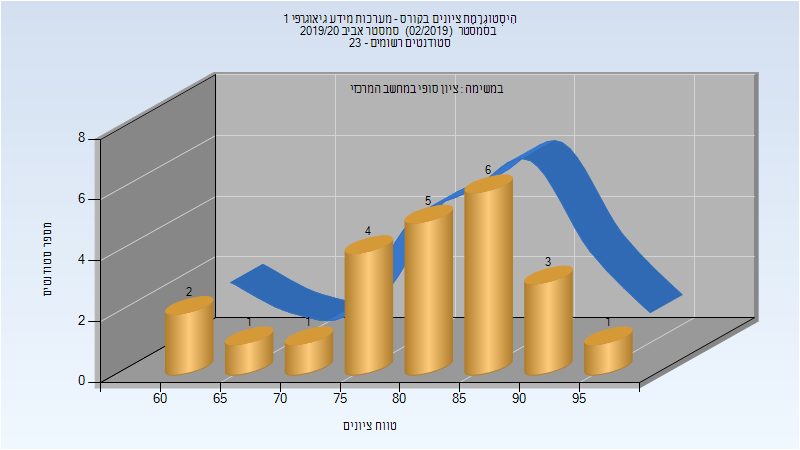 היסטוגרמת ציונים בקורס - מערכות מידע גיאוגרפי 1
בסמסטר (02/2019) סמסטר אביב 2019/20
סטודנטים רשומים - 23
במשימה : ציון סופי במחשב המרכזי
8
6
4
2
0
מספר סטודנטים
2
1
1
4
5
6
3
1
60 65 70 75 80 85 90 95
טווח ציונים